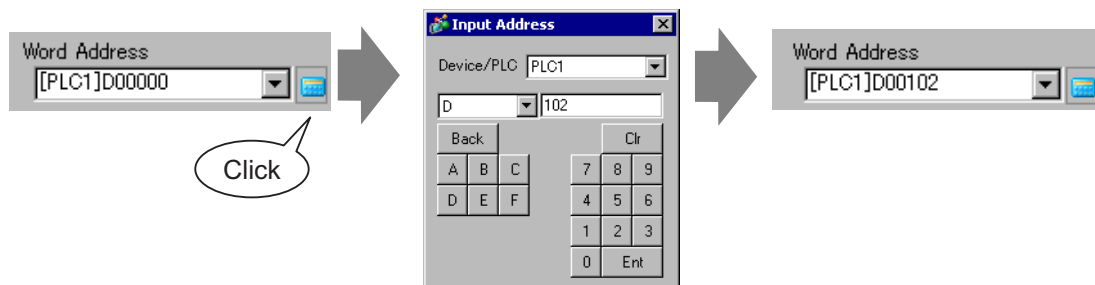 Word Address
[PLC1]D00000
Click
Input Address
Device/PLC PLC1
D 102
Back Clr
A B C 7 8 9
D E F 4 5 6
1 2 3
0 Ent
Word Address
[PLC1]D00102